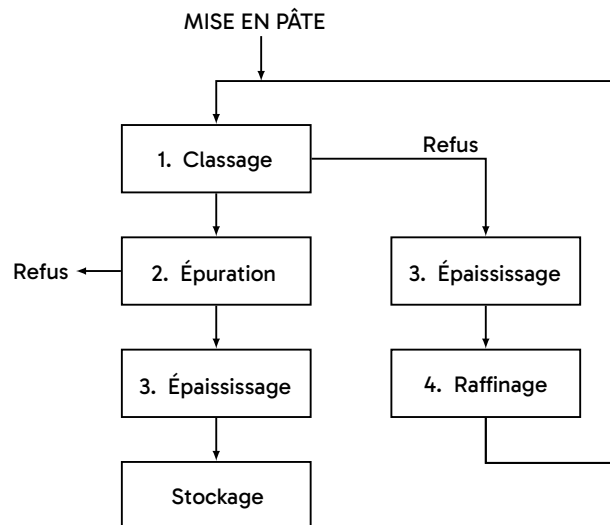 MISE EN PÂTE
1. Classage
Refus
Refus
2. Épuration
3. Épaississage
3. Épaississage
4. Raffinage
Stockage